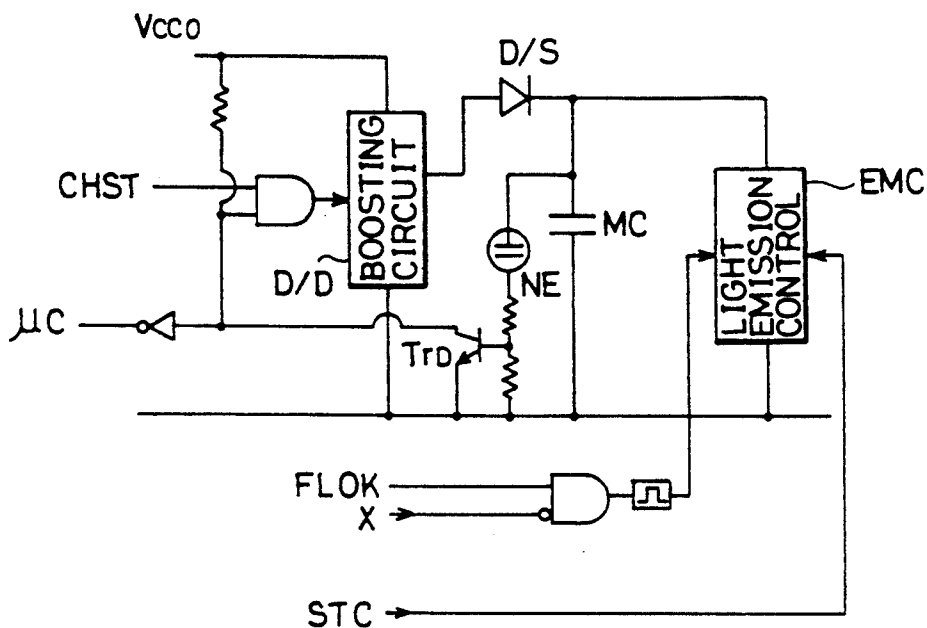 Vcco
D/S
CHST
BOOSTING
CIRCUIT
D/D
EMC
LIGHT
EMISSION
CONTROL
MC
NE
μC
TrD
FLOK
X
STC